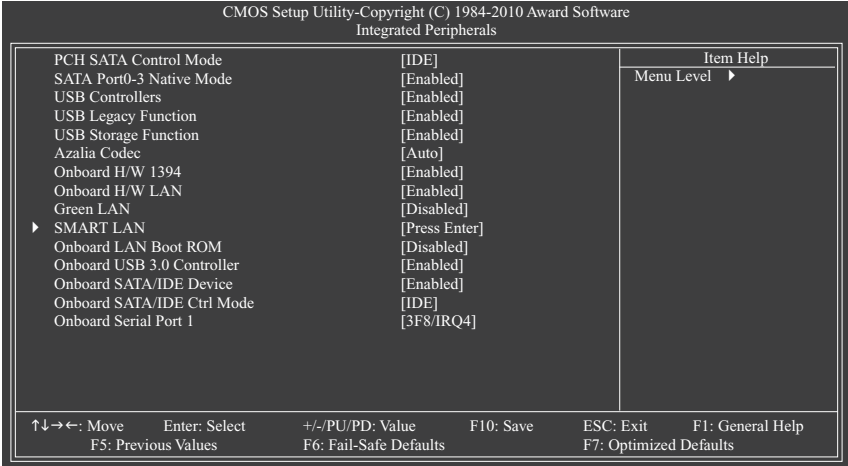 CMOS Setup Utility-Copyright (C) 1984-2010 Award Software
Integrated Peripherals
PCH SATA Control Mode [IDE]
SATA Port0-3 Native Mode [Enabled]
USB Controllers [Enabled]
USB Legacy Function [Enabled]
USB Storage Function [Enabled]
Azalia Codec [Auto]
Onboard H/W 1394 [Enabled]
Onboard H/W LAN [Enabled]
Green LAN [Disabled]
▶ SMART LAN [Press Enter]
Onboard LAN Boot ROM [Disabled]
Onboard USB 3.0 Controller [Enabled]
Onboard SATA/IDE Device [Enabled]
Onboard SATA/IDE Ctrl Mode [IDE]
Onboard Serial Port 1 [3F8/IRQ4]
Item Help
Menu Level ▶
↑↓→←: Move Enter: Select +/-/PU/PD: Value F10: Save ESC: Exit F1: General Help
F5: Previous Values F6: Fail-Safe Defaults F7: Optimized Defaults